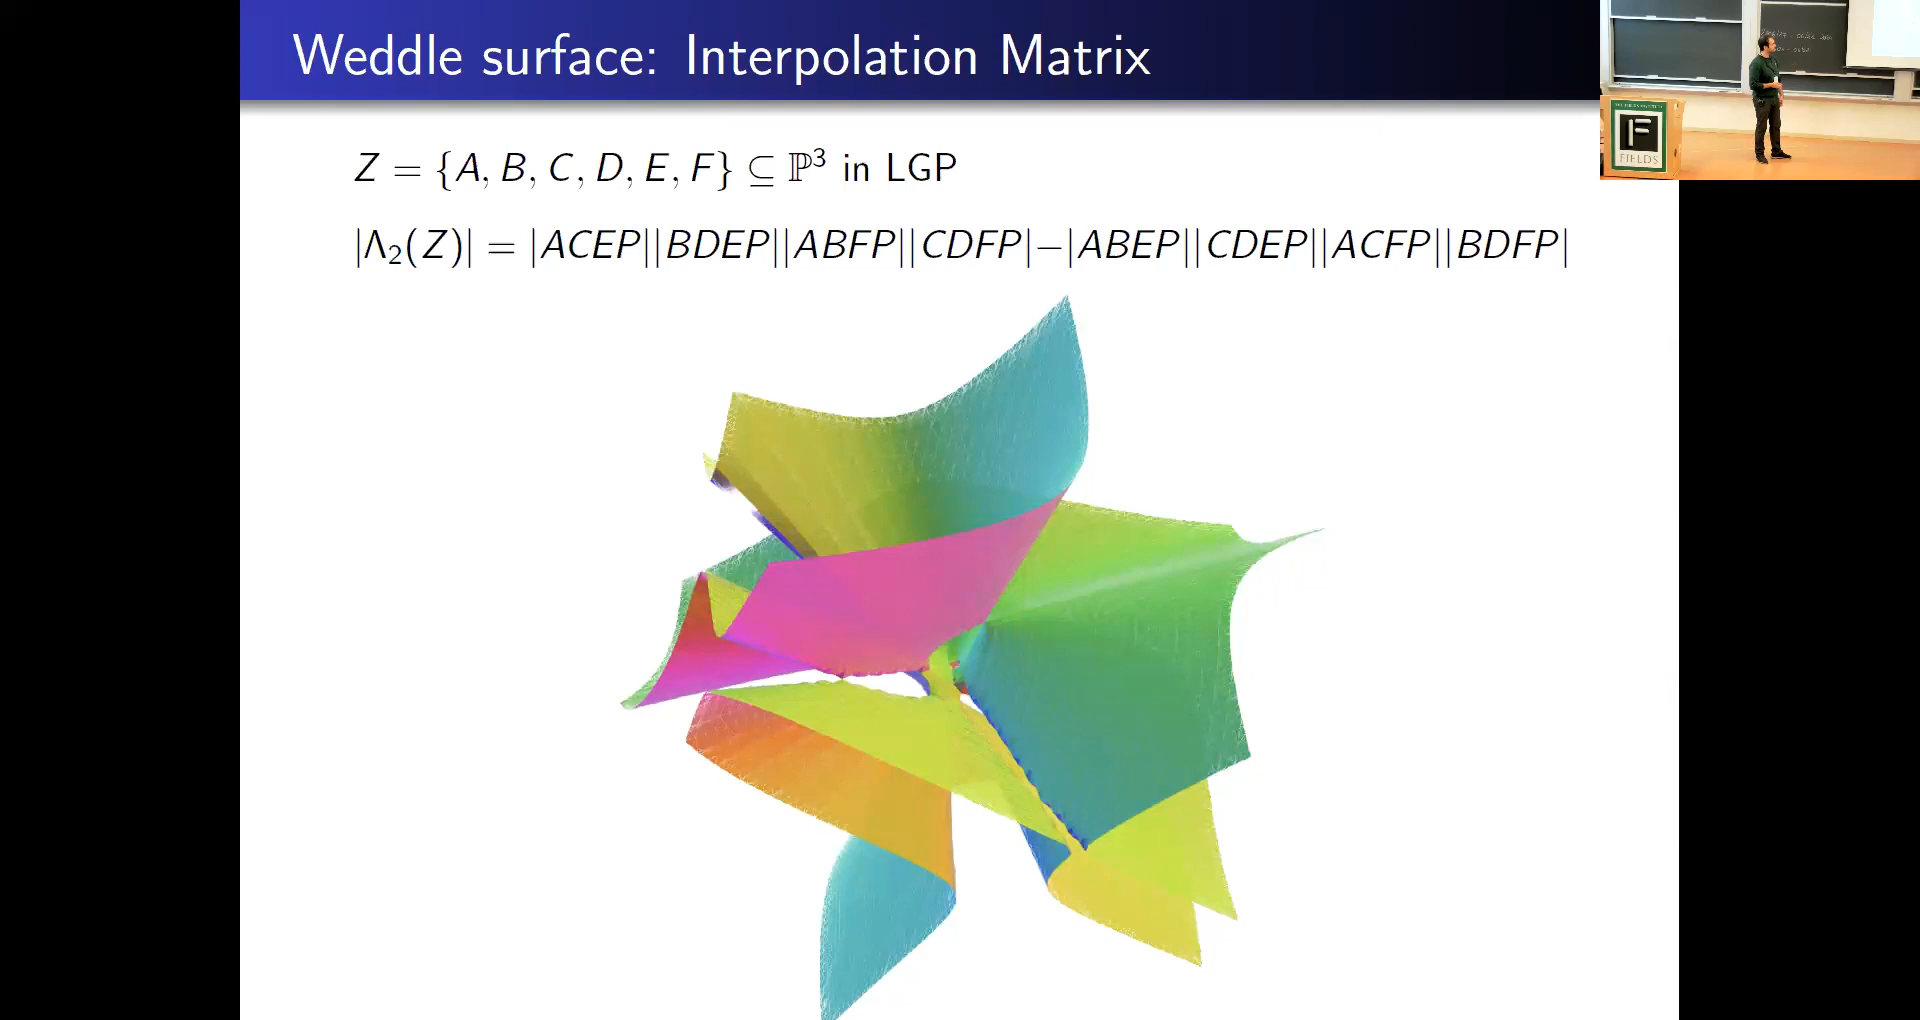 Weddle surface: Interpolation Matrix
Z = {A, B, C, D, E, F} ⊆ ℙ³ in LGP
|Λ₂(Z)| = |ACEP||BDEP||ABFP||CDFP|−|ABEP||CDEP||ACFP||BDFP|
F
FIELDS